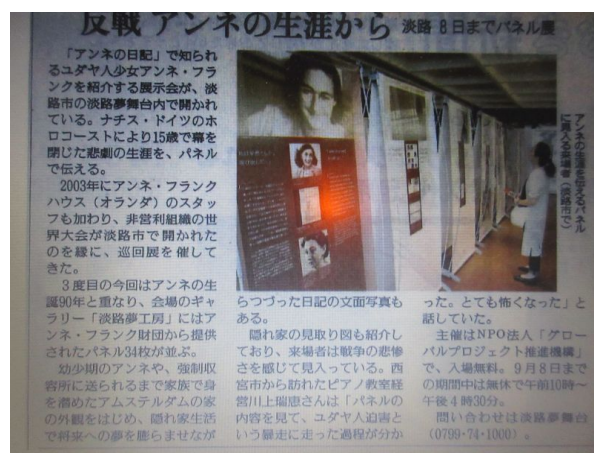 反戦 アンネの生涯から
淡路 8日までパネル展
「アンネの日記」で知られ
るユダヤ人少女アンネ・フラ
ンクを紹介する展示会が、淡
路市の淡路夢舞台内で開かれ
ている。ナチス・ドイツのホ
ロコーストにより15歳で幕を
閉じた悲劇の生涯を、パネル
で伝える。
2003年にアンネ・フランク
ハウス(オランダ)のスタッ
フも加わり、非営利組織の世
界大会が淡路市で開かれた
のを縁に、巡回展を催して
きた。
3度目の今回はアンネの生
誕90年と重なり、会場のギャ
ラリー「淡路夢工房」にはア
ンネ・フランク財団から提供
されたパネル34枚が並ぶ。
幼少期のアンネや、強制収
容所に送られるまで家族で身
を潜めたアムステルダムの家
の外観をはじめ、隠れ家生活
で将来への夢を膨らませなが
アンネの生涯を伝えるパネル
に見入る来場者(淡路市で)
らつづった日記の文面写真も
ある。
隠れ家の見取り図も紹介し
ており、来場者は戦争の悲惨
さを感じて見入っている。西
宮市から訪れたピアノ教室経
営川上瑞恵さんは「パネルの
内容を見て、ユダヤ人迫害と
いう暴走に走った過程が分か
った。とても怖くなった」と
話していた。
主催はNPO法人「グロー
バルプロジェクト推進機構」
で、入場無料。9月8日まで
の期間中は無休で午前10時〜
午後4時30分。
問い合わせは淡路夢舞台
(0799・74・1000)。